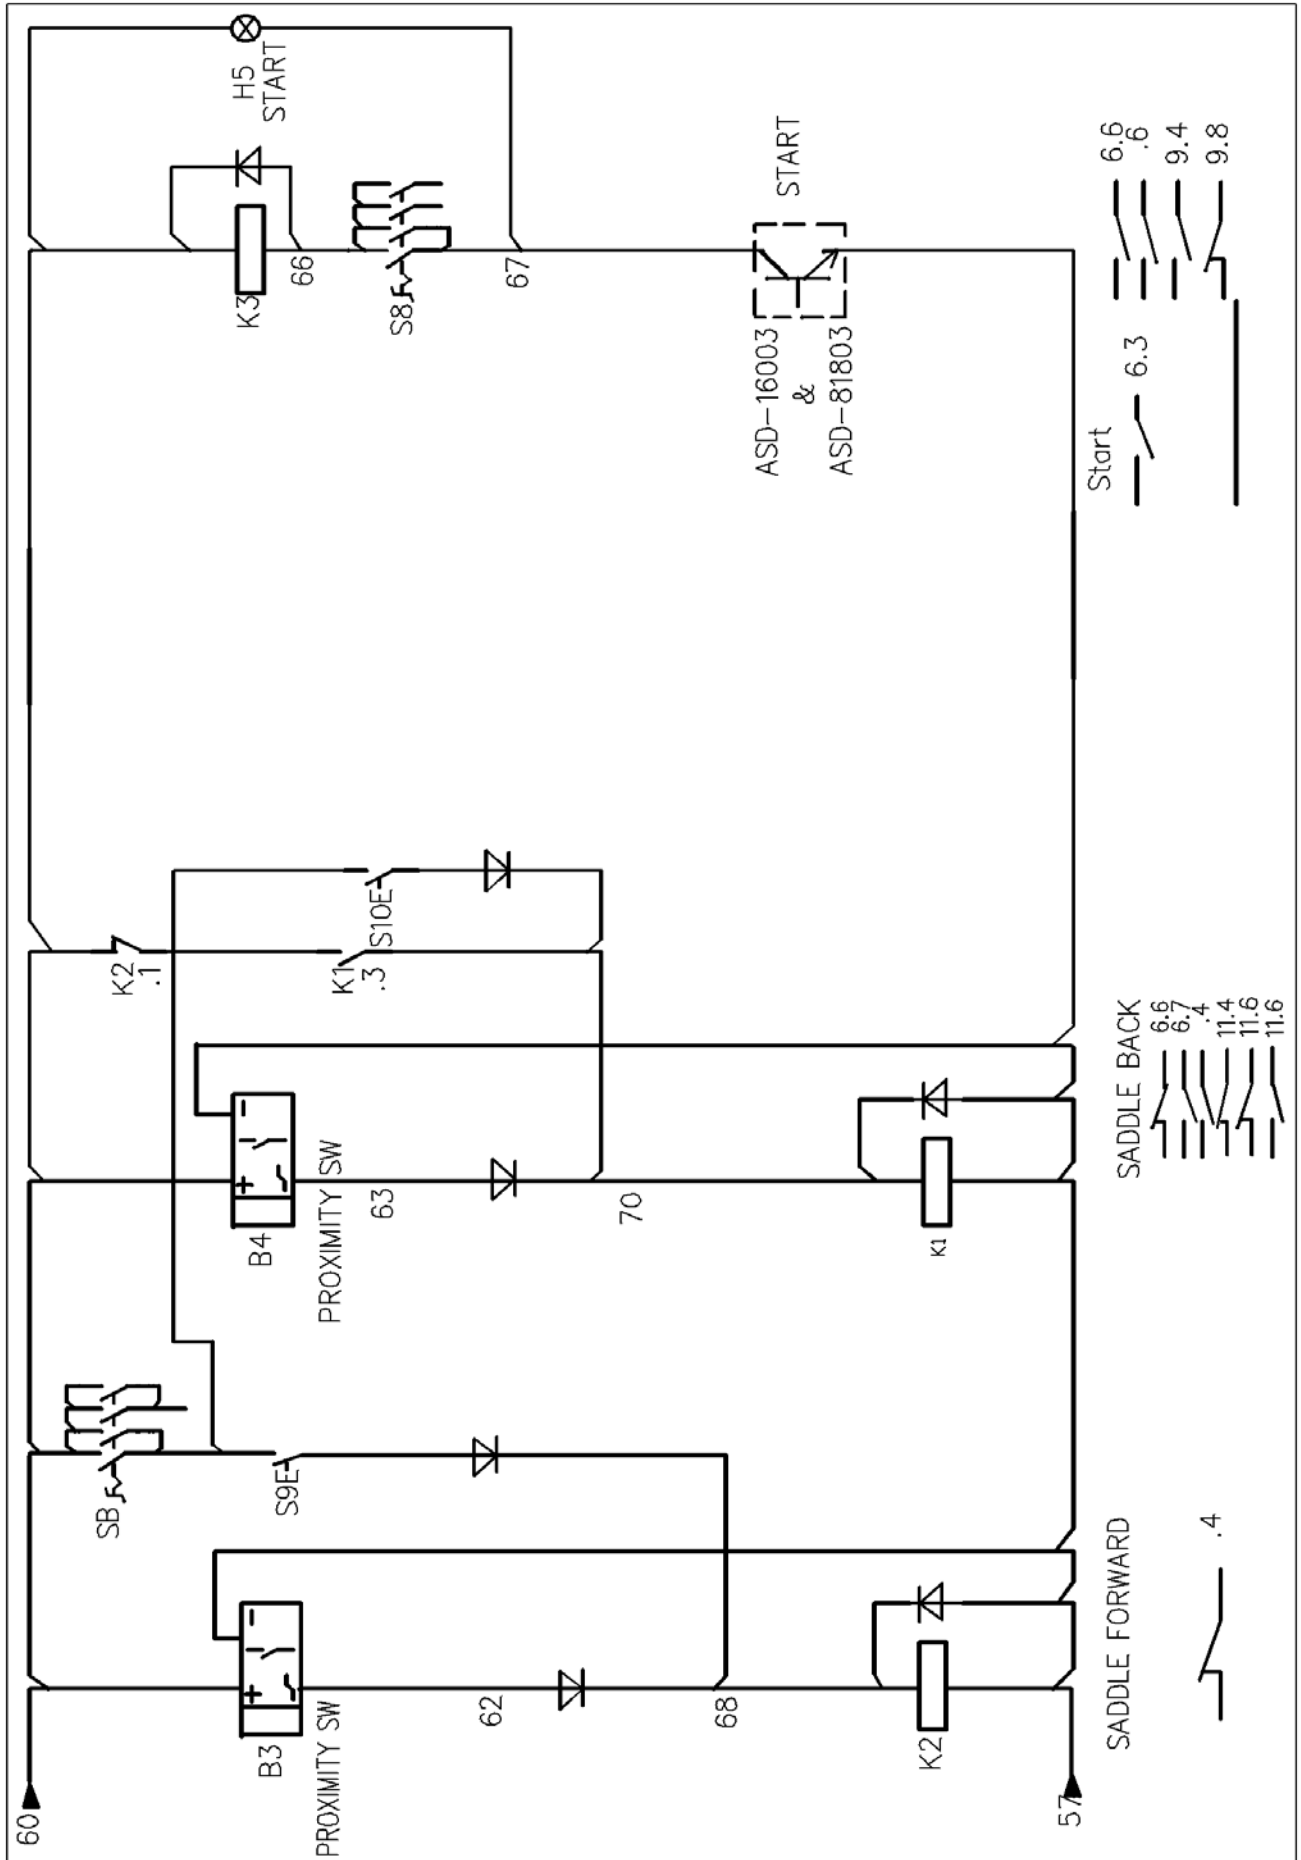 60
B3
PROXIMITY SW
62
68
K2
57
SADDLE FORWARD
.4
SB
S9E
B4
PROXIMITY SW
63
70
K1
SADDLE BACK
6.6
6.7
.4
11.4
11.6
11.6
K2
.1
K1
.3
S10E
K3
66
S8
67
H5
START
ASD-16003
&
ASD-81803
START
Start
6.3
6.6
.6
9.4
9.8